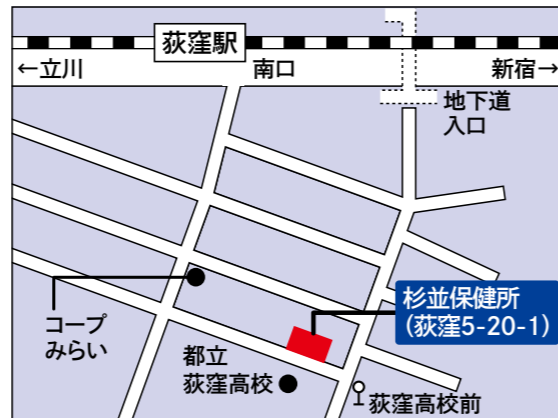 荻窪駅
←立川
南口
新宿→
地下道
入口
コープ
みらい
杉並保健所
(荻窪5-20-1)
都立
荻窪高校
荻窪高校前